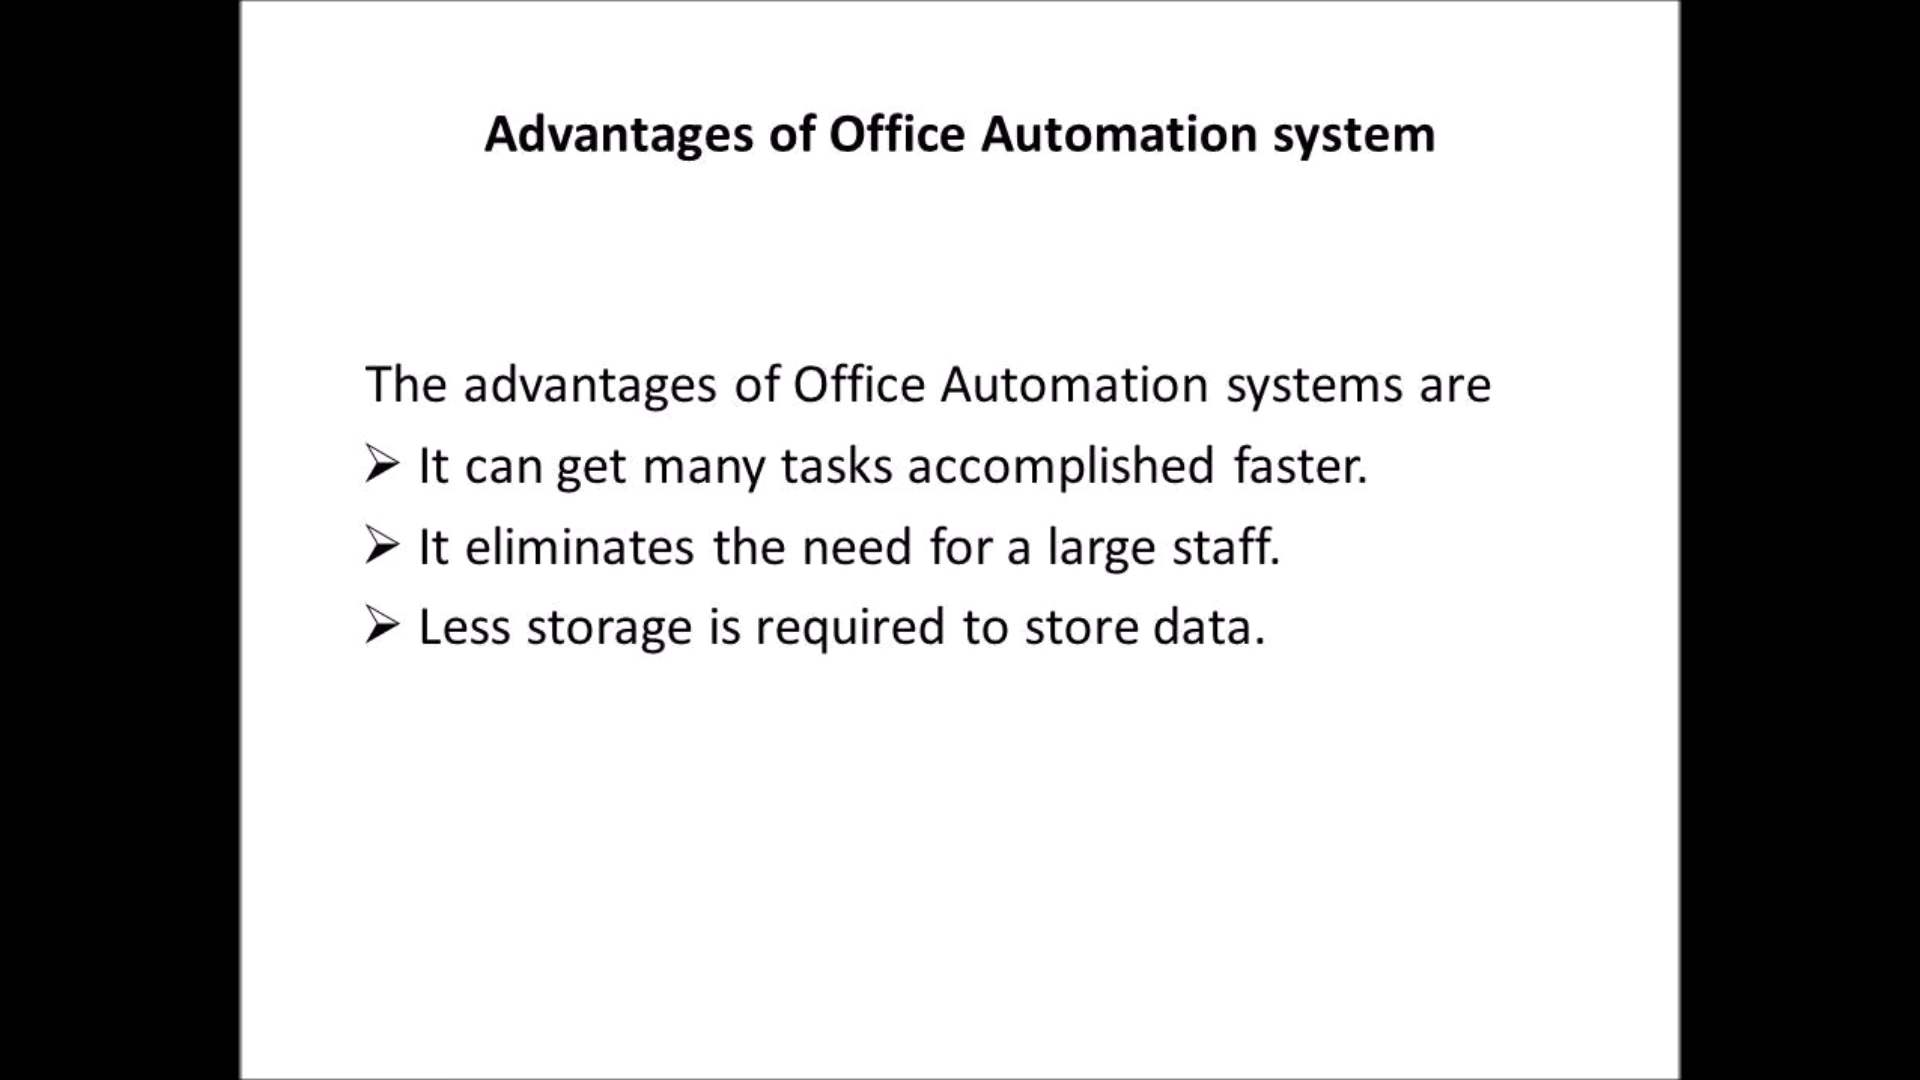 Advantages of Office Automation system
The advantages of Office Automation systems are
➢ It can get many tasks accomplished faster.
➢ It eliminates the need for a large staff.
➢ Less storage is required to store data.